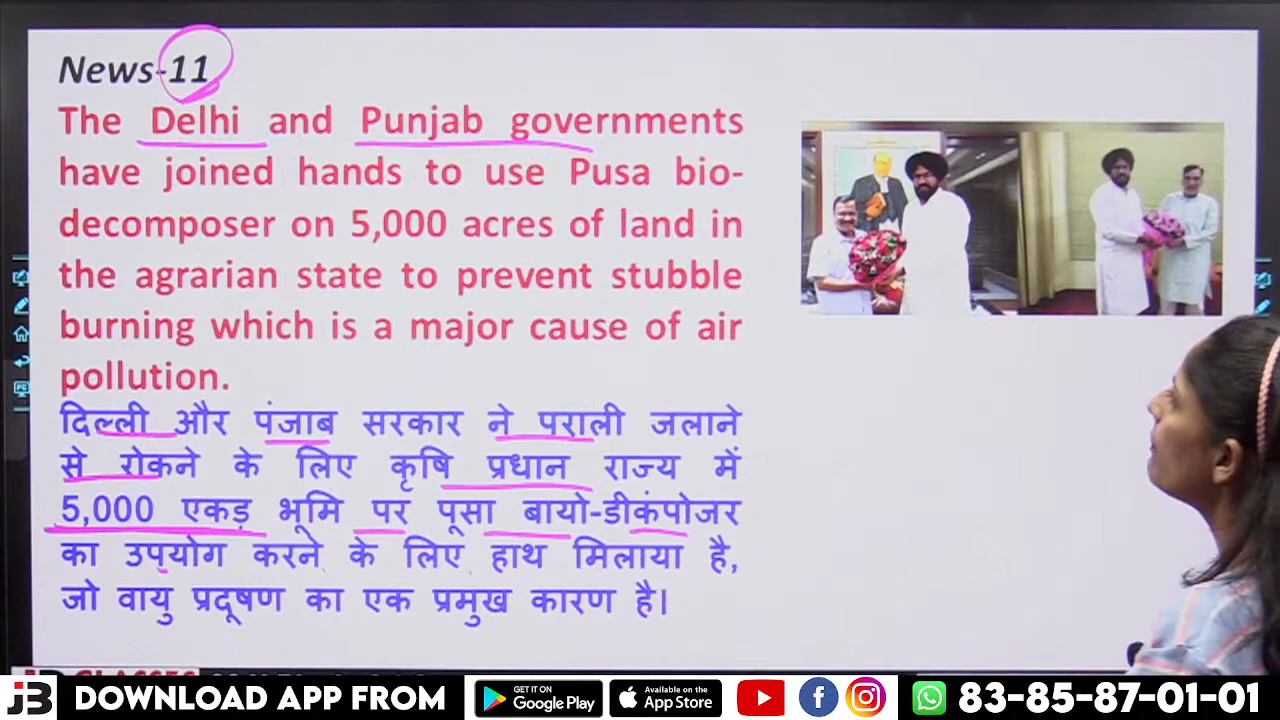 News-11
The Delhi and Punjab governments
have joined hands to use Pusa bio-
decomposer on 5,000 acres of land in
the agrarian state to prevent stubble
burning which is a major cause of air
pollution.
दिल्ली और पंजाब सरकार ने पराली जलाने
से रोकने के लिए कृषि प्रधान राज्य में
5,000 एकड़ भूमि पर पूसा बायो-डीकंपोजर
का उपयोग करने के लिए हाथ मिलाया है,
जो वायु प्रदूषण का एक प्रमुख कारण है।
DOWNLOAD APP FROM
GET IT ON
Google Play
Available on the
App Store
83-85-87-01-01